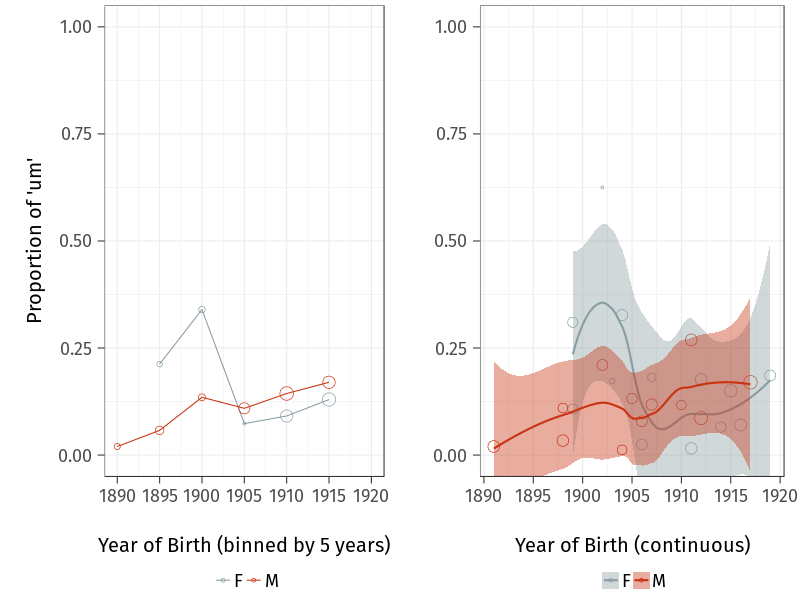 Proportion of 'um'
1.00
0.75
0.50
0.25
0.00
1890 1895 1900 1905 1910 1915 1920
Year of Birth (binned by 5 years)
F M
1.00
0.75
0.50
0.25
0.00
1890 1895 1900 1905 1910 1915 1920
Year of Birth (continuous)
F M